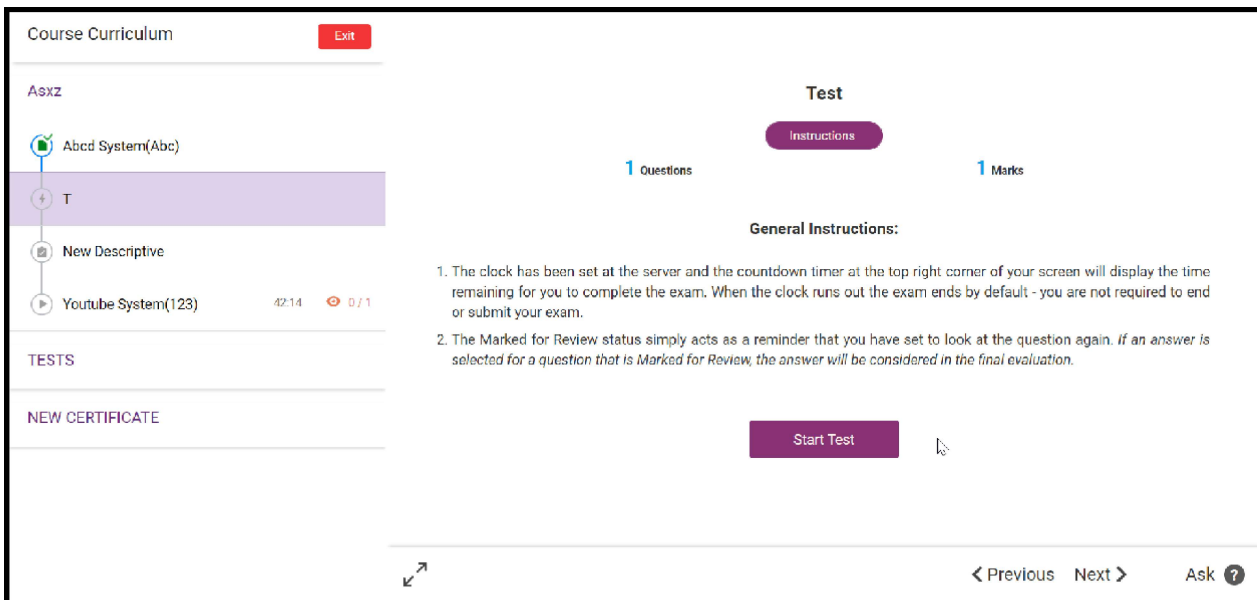 Course Curriculum
Exit
Asxz
Abcd System(Abc)
T
New Descriptive
Youtube System(123) 42:14 0 / 1
TESTS
NEW CERTIFICATE
Test
Instructions
1 Questions 1 Marks
General Instructions:
1. The clock has been set at the server and the countdown timer at the top right corner of your screen will display the time
remaining for you to complete the exam. When the clock runs out the exam ends by default - you are not required to end
or submit your exam.
2. The Marked for Review status simply acts as a reminder that you have set to look at the question again. If an answer is
selected for a question that is Marked for Review, the answer will be considered in the final evaluation.
Start Test
Previous Next Ask ?